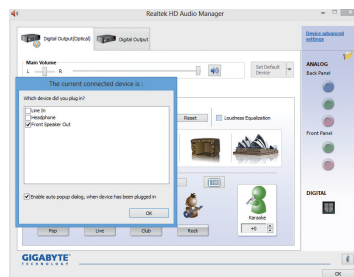 Realtek HD Audio Manager
Digital Output(Optical)
Digital Output
Device advanced
settings
Main Volume
L
R
Set Default
Device
ANALOG
Back Panel
The current connected device is :
Which device did you plug in?
Line In
Headphone
Front Speaker Out
Reset
Loudness Equalization
Front Panel
DIGITAL
Enable auto popup dialog, when device has been plugged in
OK
Karaoke
+0
Pop
Live
Club
Rock
GIGABYTE
TECHNOLOGY
OK